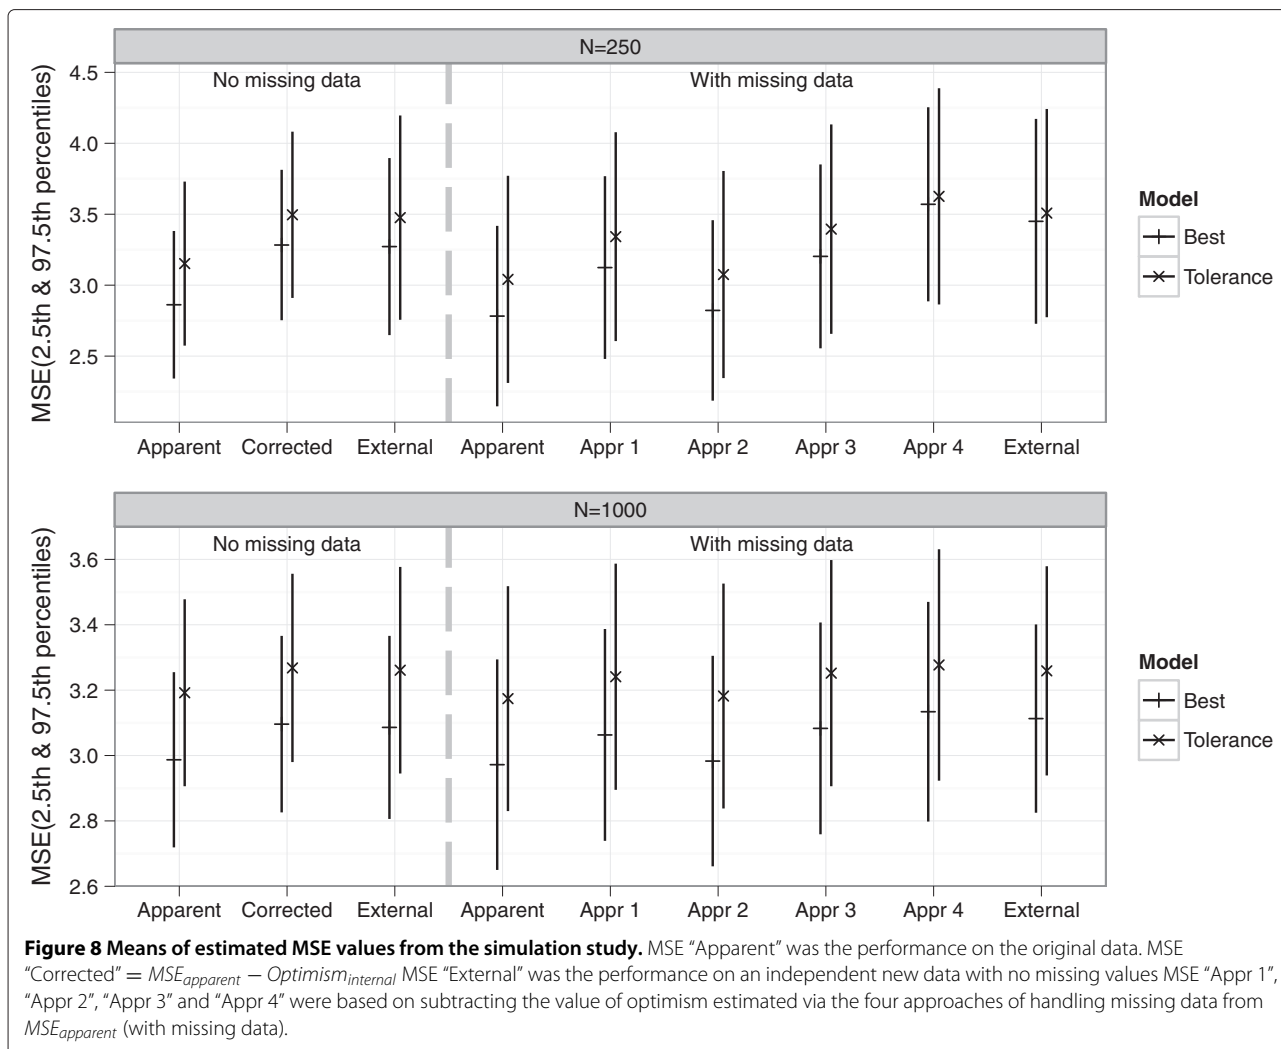 N=250
No missing data
With missing data
MSE(2.5th & 97.5th percentiles)
4.5
4.0
3.5
3.0
2.5
Apparent Corrected External Apparent Appr 1 Appr 2 Appr 3 Appr 4 External
Model
Best
Tolerance
N=1000
No missing data
With missing data
MSE(2.5th & 97.5th percentiles)
3.6
3.4
3.2
3.0
2.8
2.6
Apparent Corrected External Apparent Appr 1 Appr 2 Appr 3 Appr 4 External
Model
Best
Tolerance
Figure 8 Means of estimated MSE values from the simulation study. MSE “Apparent” was the performance on the original data. MSE
“Corrected” = MSEapparent − Optimisminternal MSE “External” was the performance on an independent new data with no missing values MSE “Appr 1”,
“Appr 2”, “Appr 3” and “Appr 4” were based on subtracting the value of optimism estimated via the four approaches of handling missing data from
MSEapparent (with missing data).